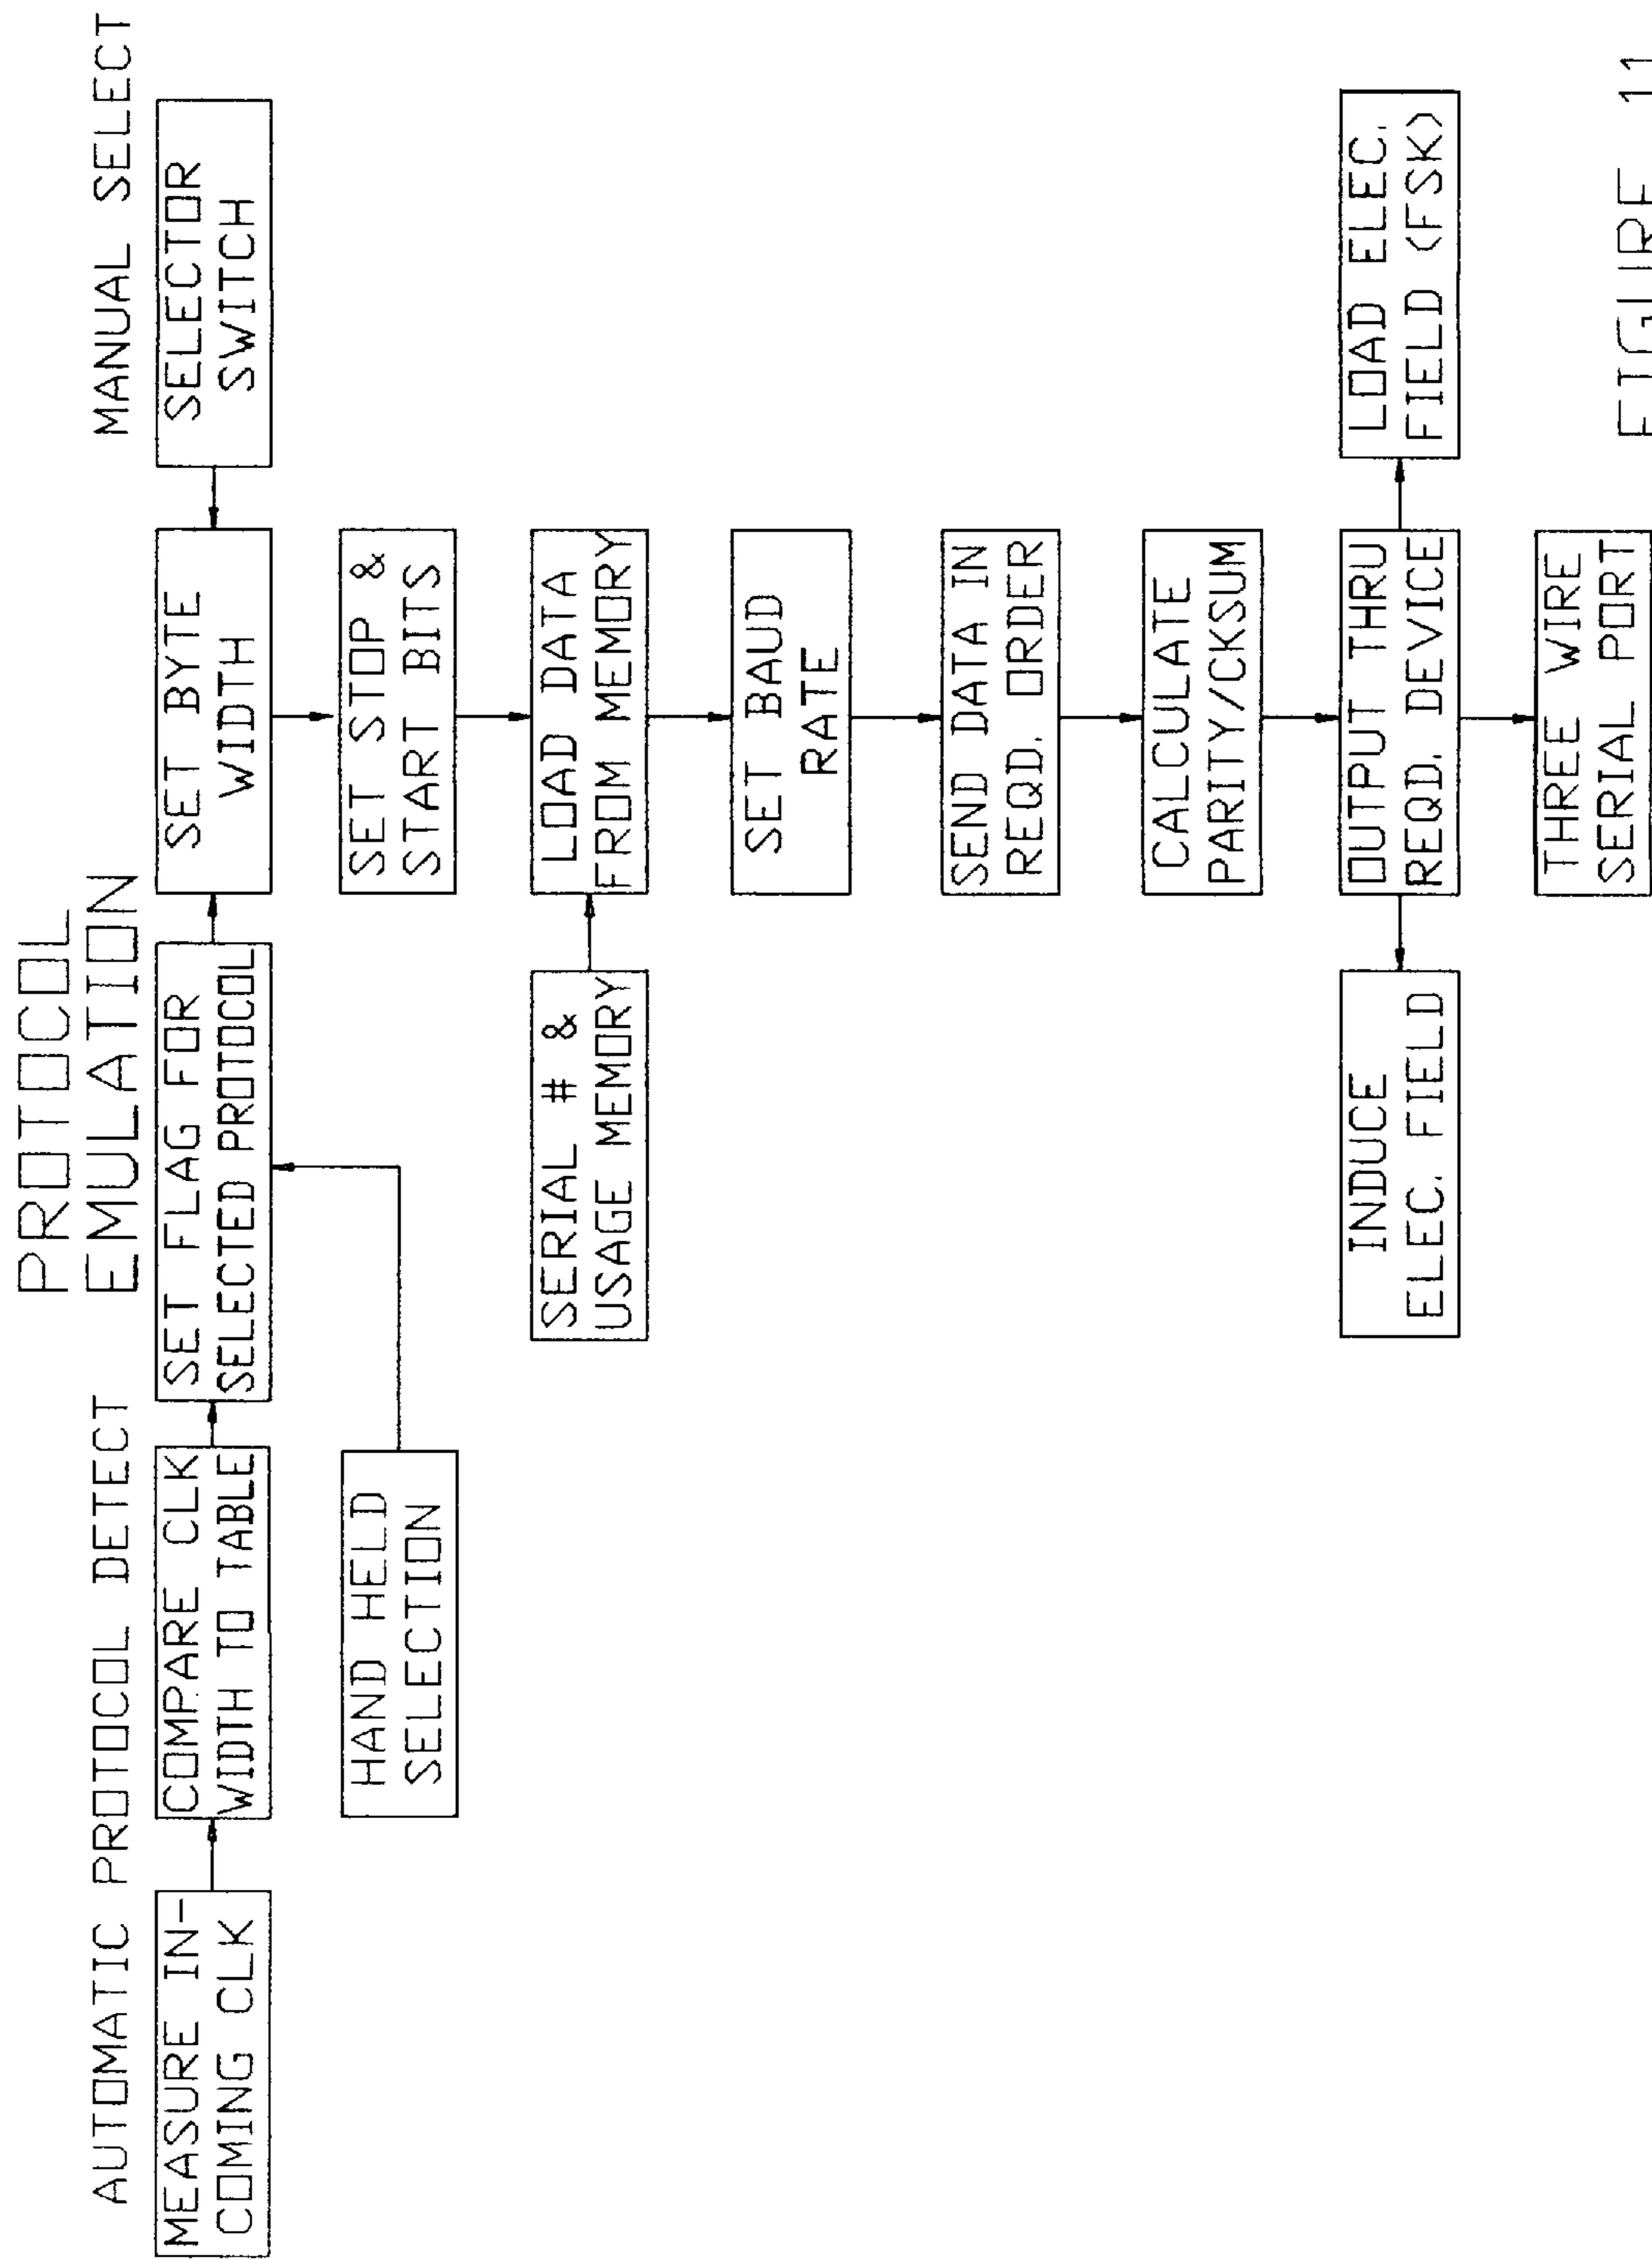 PROTOCOL
EMULATION
AUTOMATIC PROTOCOL DETECT
MANUAL SELECT
MEASURE IN-
COMING CLK
COMPARE CLK
WIDTH TO TABLE
SET FLAG FOR
SELECTED PROTOCOL
SET BYTE
WIDTH
SELECTOR
SWITCH
HAND HELD
SELECTION
SET STOP &
START BITS
SERIAL # &
USAGE MEMORY
LOAD DATA
FROM MEMORY
SET BAUD
RATE
SEND DATA IN
REQD. ORDER
CALCULATE
PARITY/CKSUM
INDUCE
ELEC. FIELD
OUTPUT THRU
REQD. DEVICE
LOAD ELEC.
FIELD (FSK)
THREE WIRE
SERIAL PORT
FIGURE 11